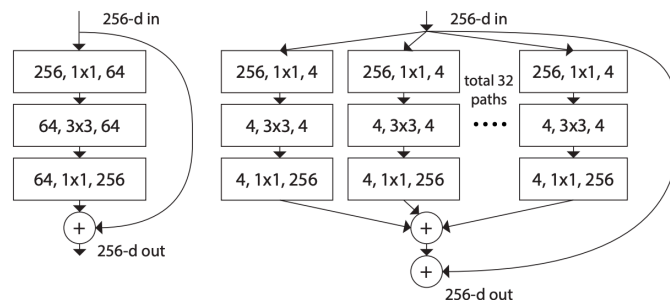 256-d in
256, 1x1, 64
64, 3x3, 64
64, 1x1, 256
+
256-d out
256-d in
256, 1x1, 4
256, 1x1, 4
total 32
paths
256, 1x1, 4
4, 3x3, 4
4, 3x3, 4
....
4, 3x3, 4
4, 1x1, 256
4, 1x1, 256
4, 1x1, 256
+
+
256-d out